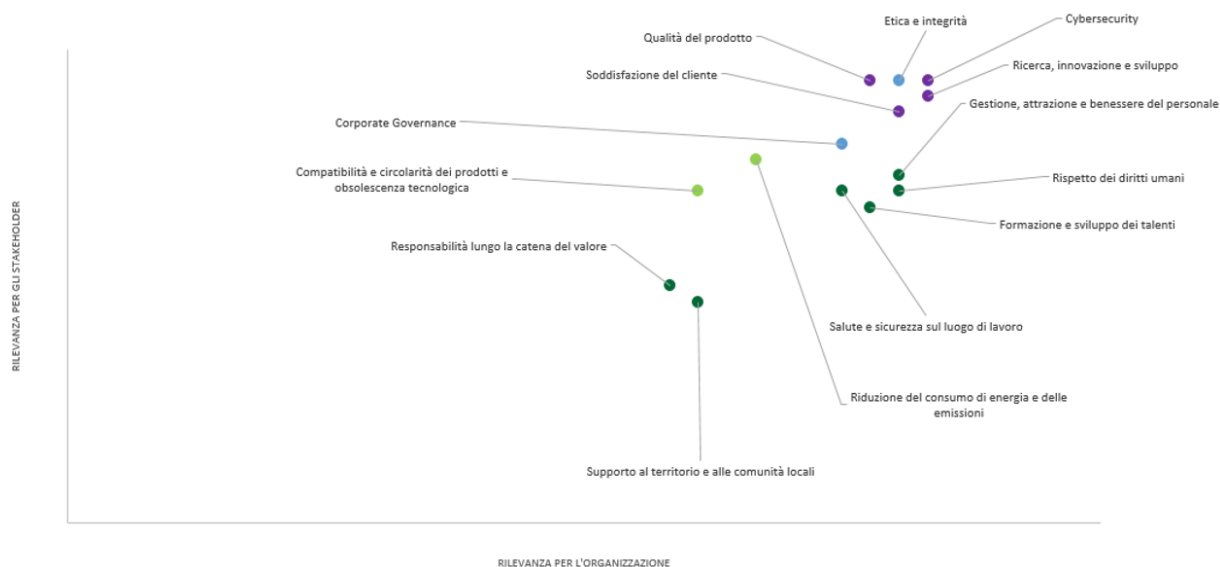 Etica e integrità
Cybersecurity
Qualità del prodotto
Ricerca, innovazione e sviluppo
Soddisfazione del cliente
Gestione, attrazione e benessere del personale
Corporate Governance
Compatibilità e circolarità dei prodotti e
obsolescenza tecnologica
Rispetto dei diritti umani
Formazione e sviluppo dei talenti
Responsabilità lungo la catena del valore
RILEVANZA PER GLI STAKEHOLDER
Salute e sicurezza sul luogo di lavoro
Riduzione del consumo di energia e delle
emissioni
Supporto al territorio e alle comunità locali
RILEVANZA PER L'ORGANIZZAZIONE